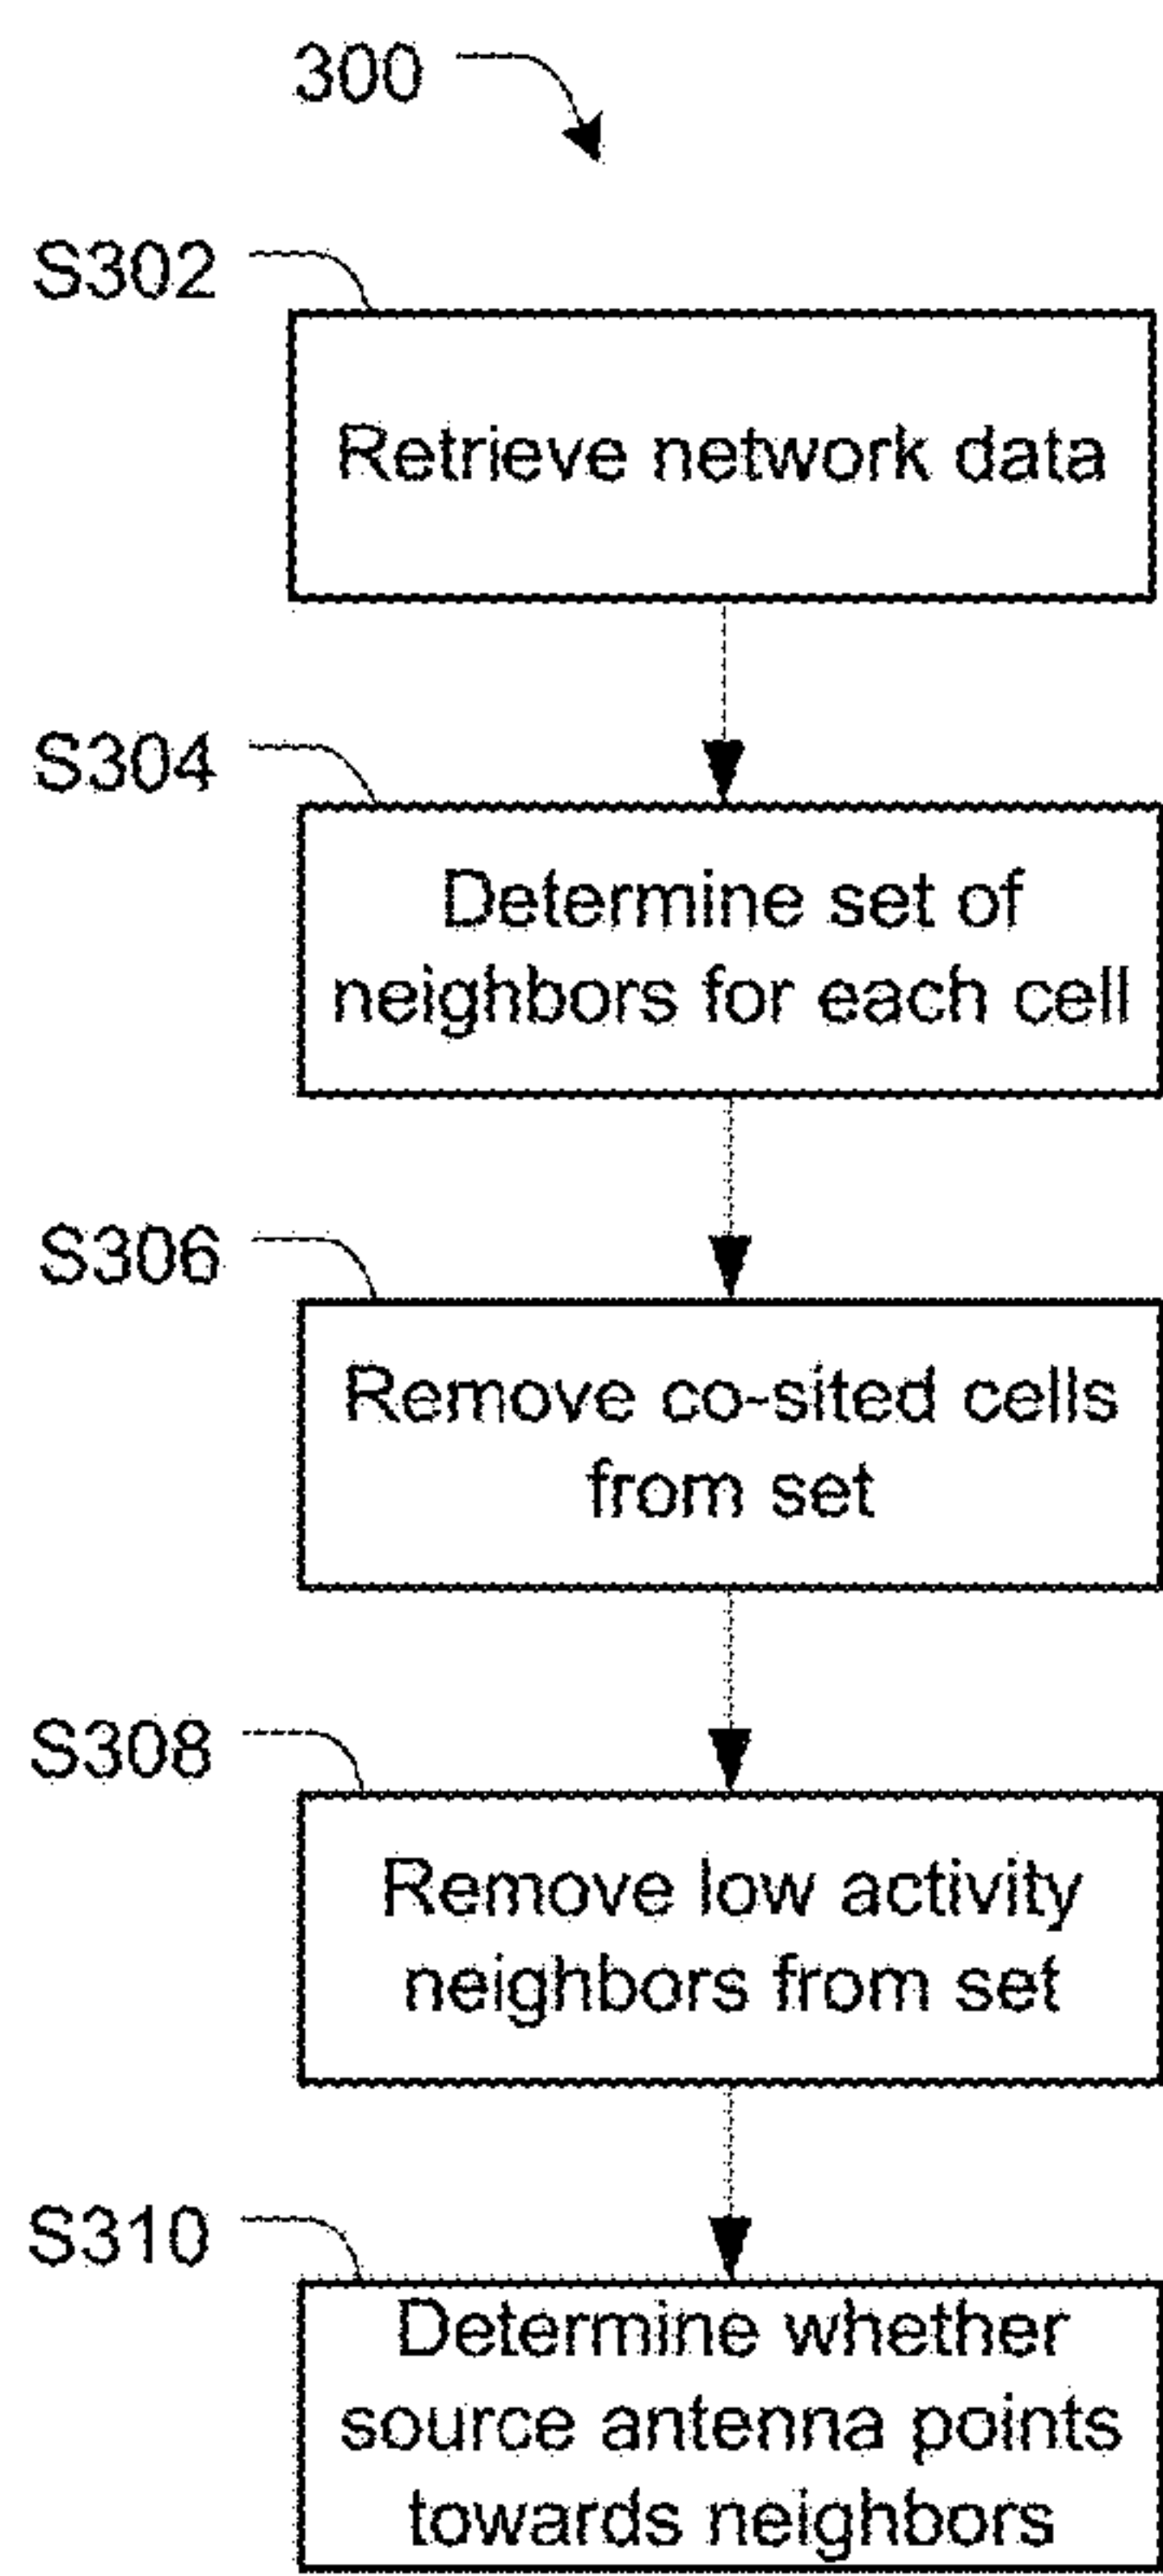 300
S302
Retrieve network data
S304
Determine set of
neighbors for each cell
S306
Remove co-sited cells
from set
S308
Remove low activity
neighbors from set
S310
Determine whether
source antenna points
towards neighbors